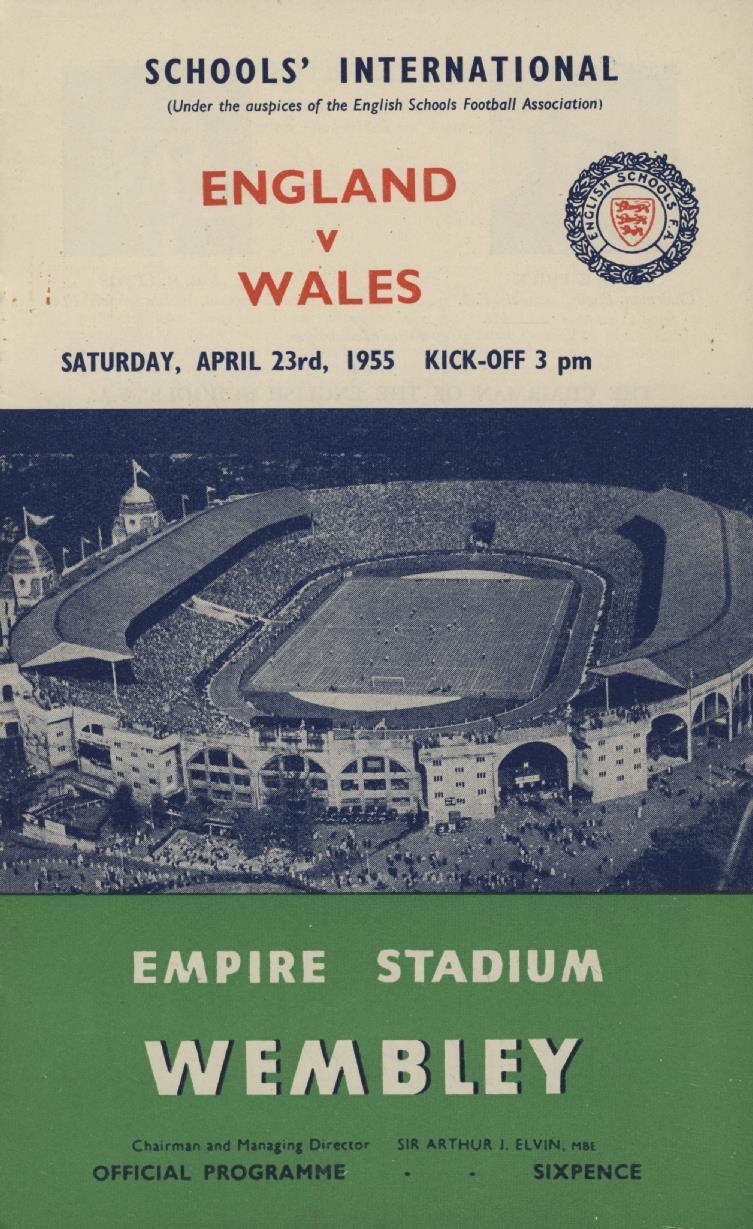 SCHOOLS' INTERNATIONAL
(Under the auspices of the English Schools Football Association)
ENGLAND
v
WALES
ENGLISH SCHOOLS F.A.
SATURDAY, APRIL 23rd, 1955 KICK-OFF 3 pm
EMPIRE STADIUM
WEMBLEY
Chairman and Managing Director SIR ARTHUR J. ELVIN, MBE
OFFICIAL PROGRAMME - - SIXPENCE